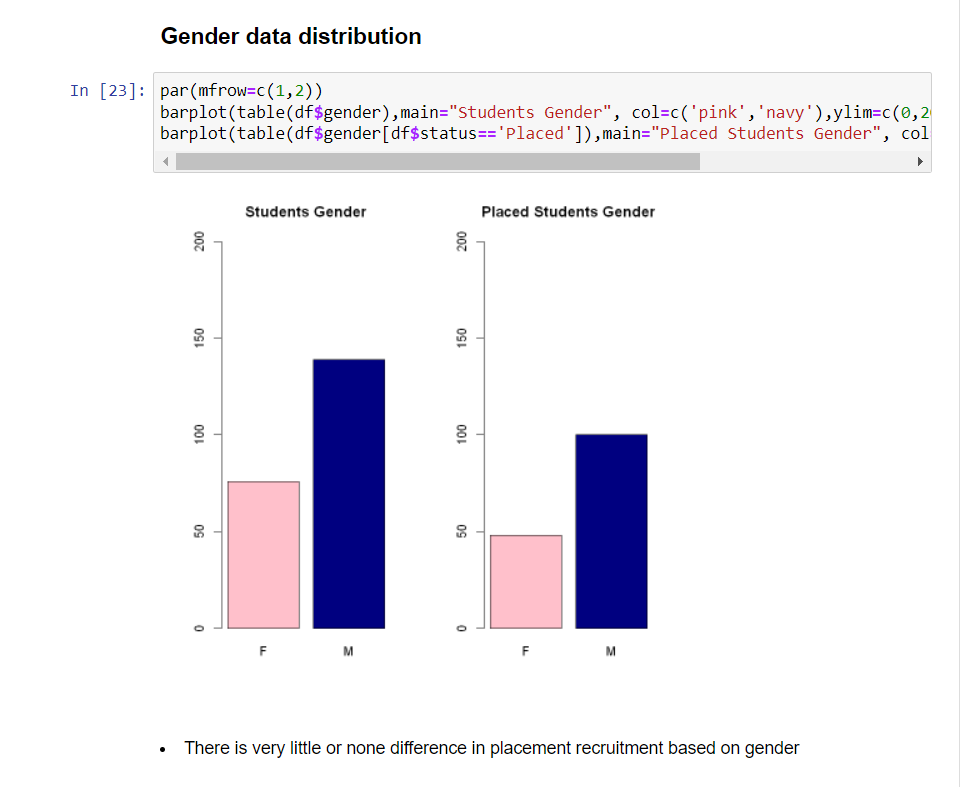 Gender data distribution
In [23]: par(mfrow=c(1,2))
barplot(table(df$gender),main="Students Gender", col=c('pink','navy'),ylim=c(0,2
barplot(table(df$gender[df$status=='Placed']),main="Placed Students Gender", col
Students Gender
Placed Students Gender
200
150
100
50
0
F M
200
150
100
50
0
F M
• There is very little or none difference in placement recruitment based on gender